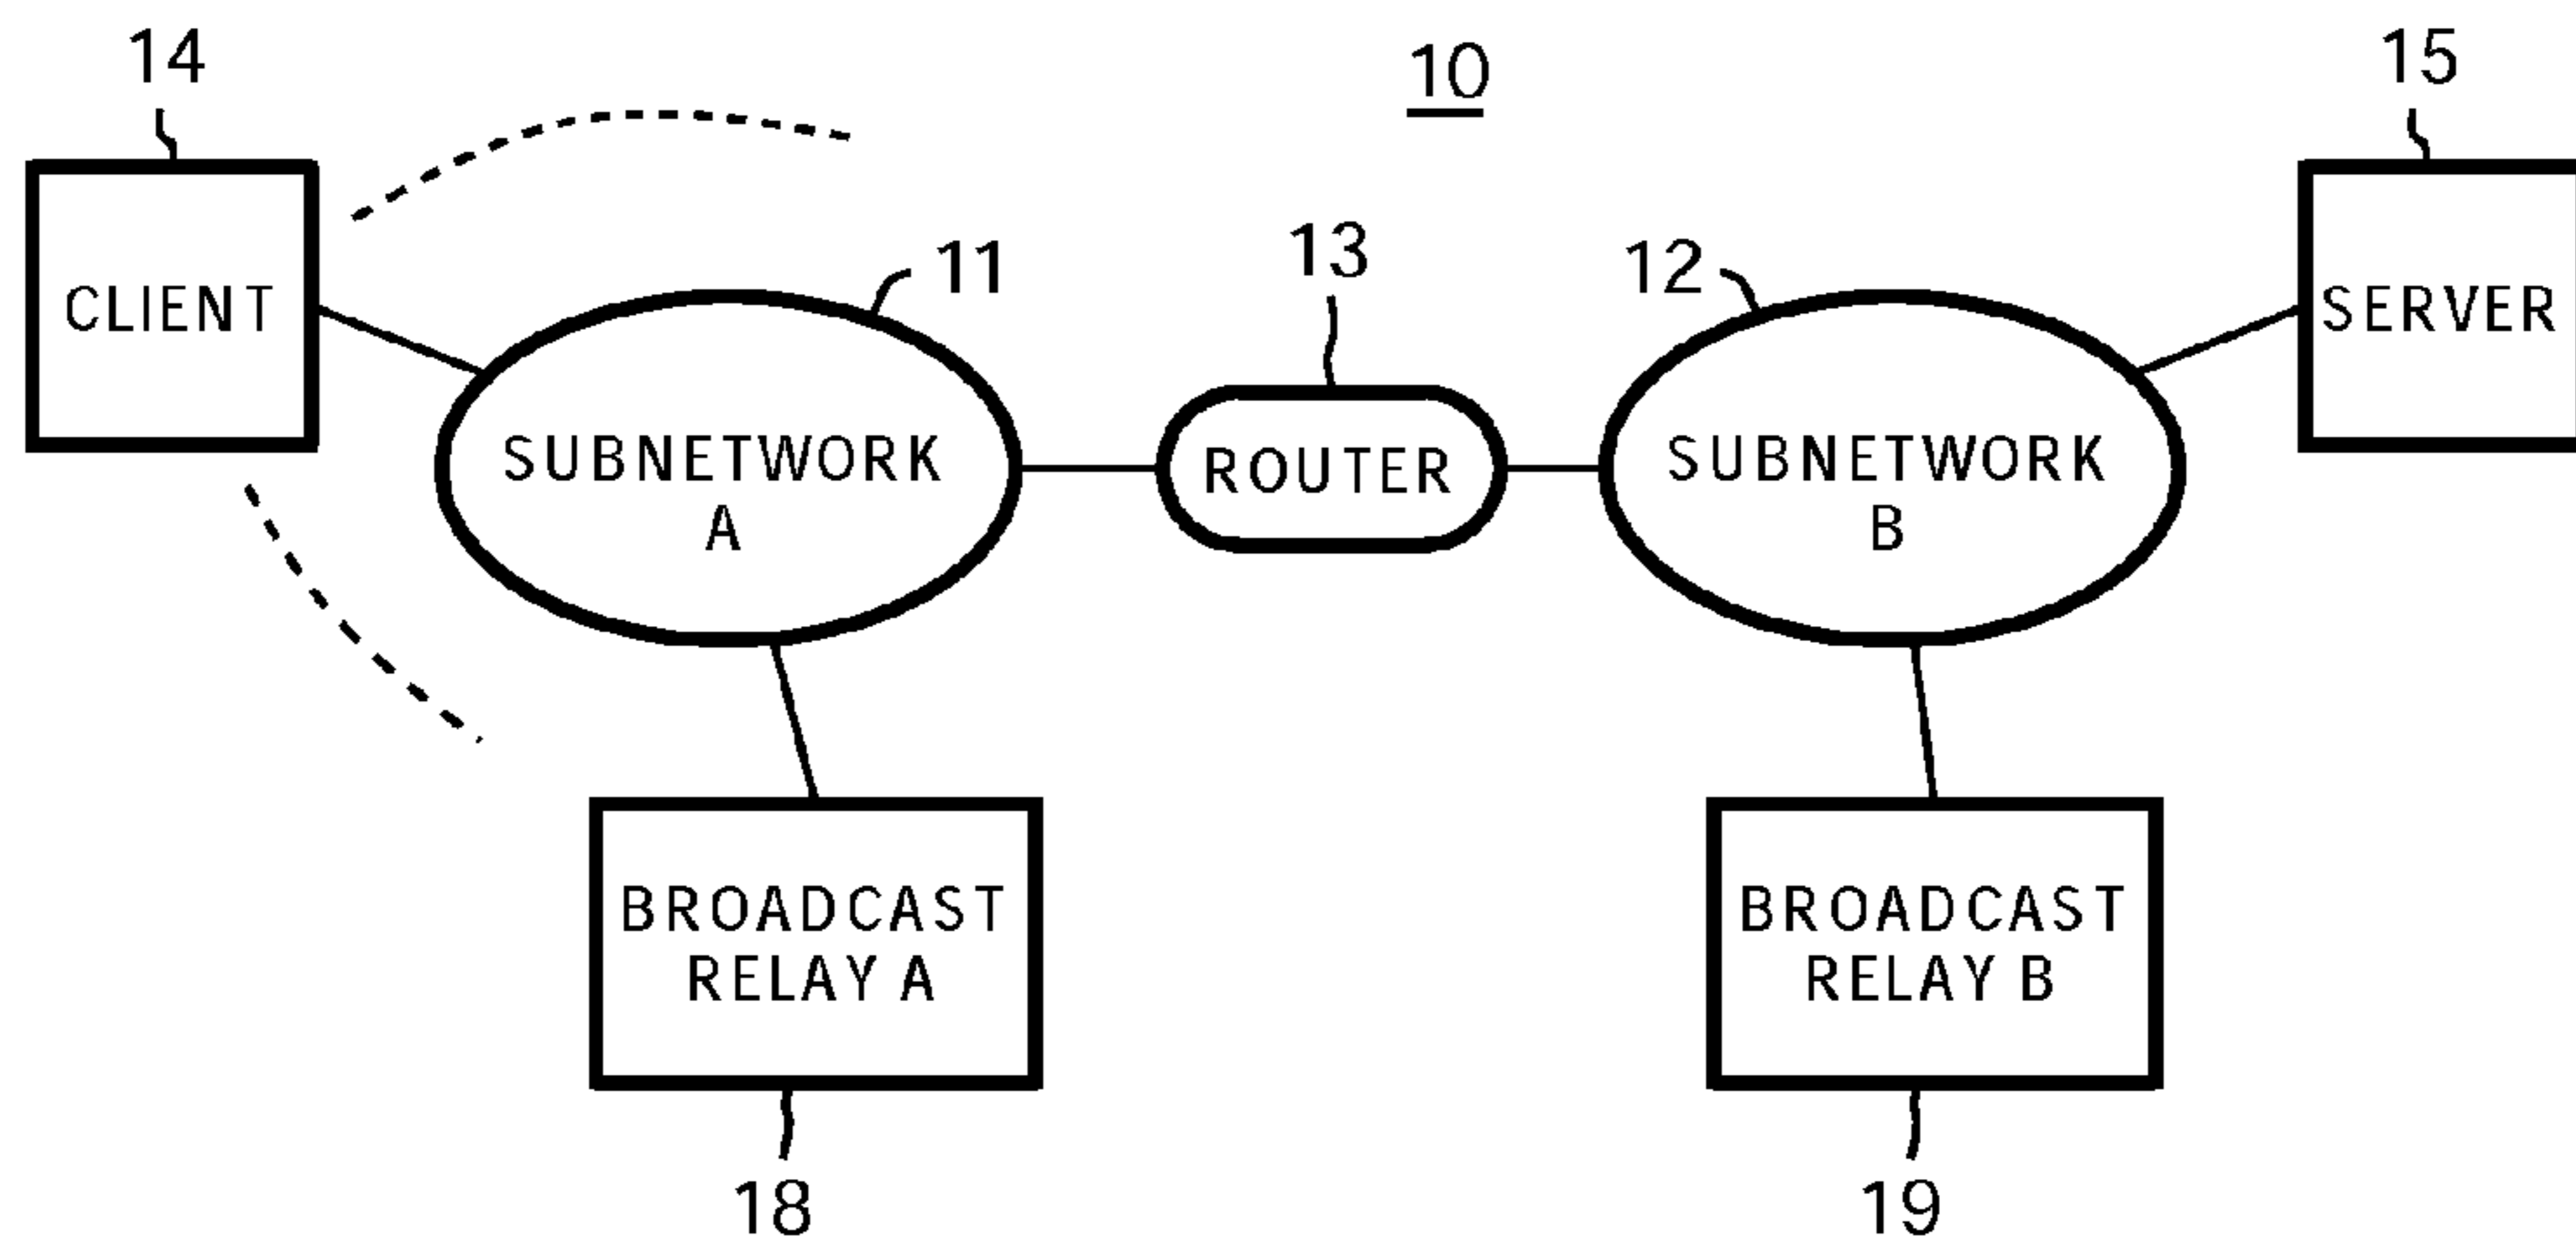 14
10
15
11
13
12
CLIENT
SERVER
SUBNETWORK
A
ROUTER
SUBNETWORK
B
BROADCAST
RELAY A
BROADCAST
RELAY B
18
19